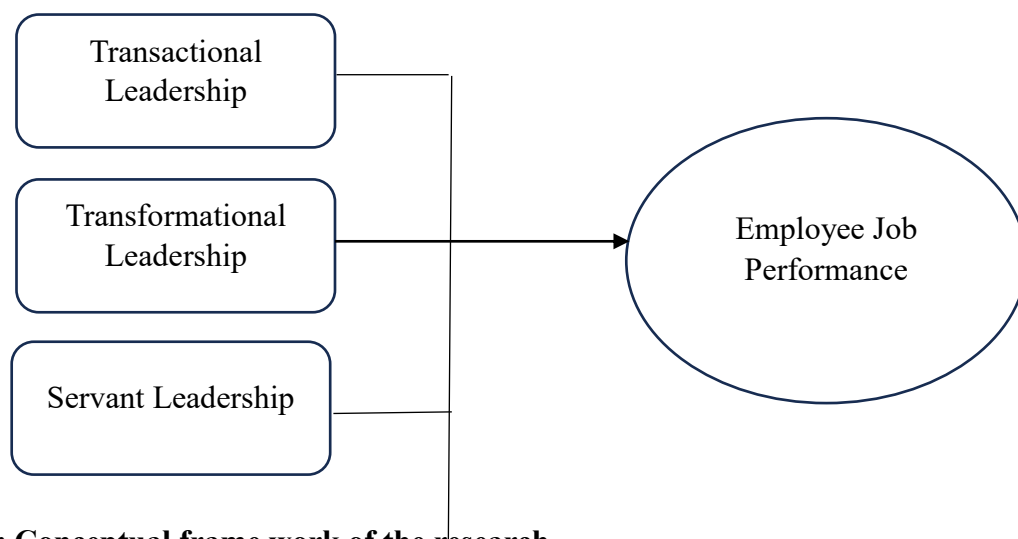 Transactional
Leadership
Transformational
Leadership
Servant Leadership
Employee Job
Performance
: Conceptual frame work of the research